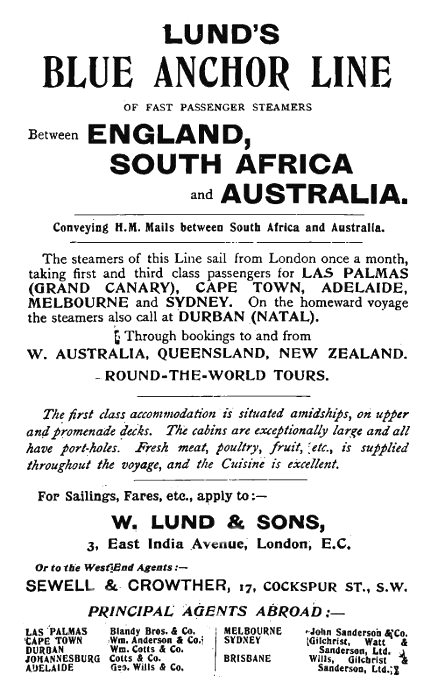 LUND'S
BLUE ANCHOR LINE
OF FAST PASSENGER STEAMERS
Between ENGLAND,
SOUTH AFRICA
and AUSTRALIA.
Conveying H.M. Mails between South Africa and Australia.
The steamers of this Line sail from London once a month,
taking first and third class passengers for LAS PALMAS
(GRAND CANARY), CAPE TOWN, ADELAIDE,
MELBOURNE and SYDNEY. On the homeward voyage
the steamers also call at DURBAN (NATAL).
Through bookings to and from
W. AUSTRALIA, QUEENSLAND, NEW ZEALAND.
ROUND-THE-WORLD TOURS.
The first class accommodation is situated amidships, on upper
and promenade decks. The cabins are exceptionally large and all
have port-holes. Fresh meat, poultry, fruit, etc., is supplied
throughout the voyage, and the Cuisine is excellent.
For Sailings, Fares, etc., apply to:—
W. LUND & SONS,
3, East India Avenue, London, E.C.
Or to the West End Agents:—
SEWELL & CROWTHER, 17, COCKSPUR ST., S.W.
PRINCIPAL AGENTS ABROAD:—
LAS PALMAS Blandy Bros. & Co.
CAPE TOWN Wm. Anderson & Co.
DURBAN Wm. Cotts & Co.
JOHANNESBURG Cotts & Co.
ADELAIDE Geo. Wills & Co.
MELBOURNE John Sanderson & Co.
SYDNEY Gilchrist, Watt &
Sanderson, Ltd.
BRISBANE Wills, Gilchrist &
Sanderson, Ltd.